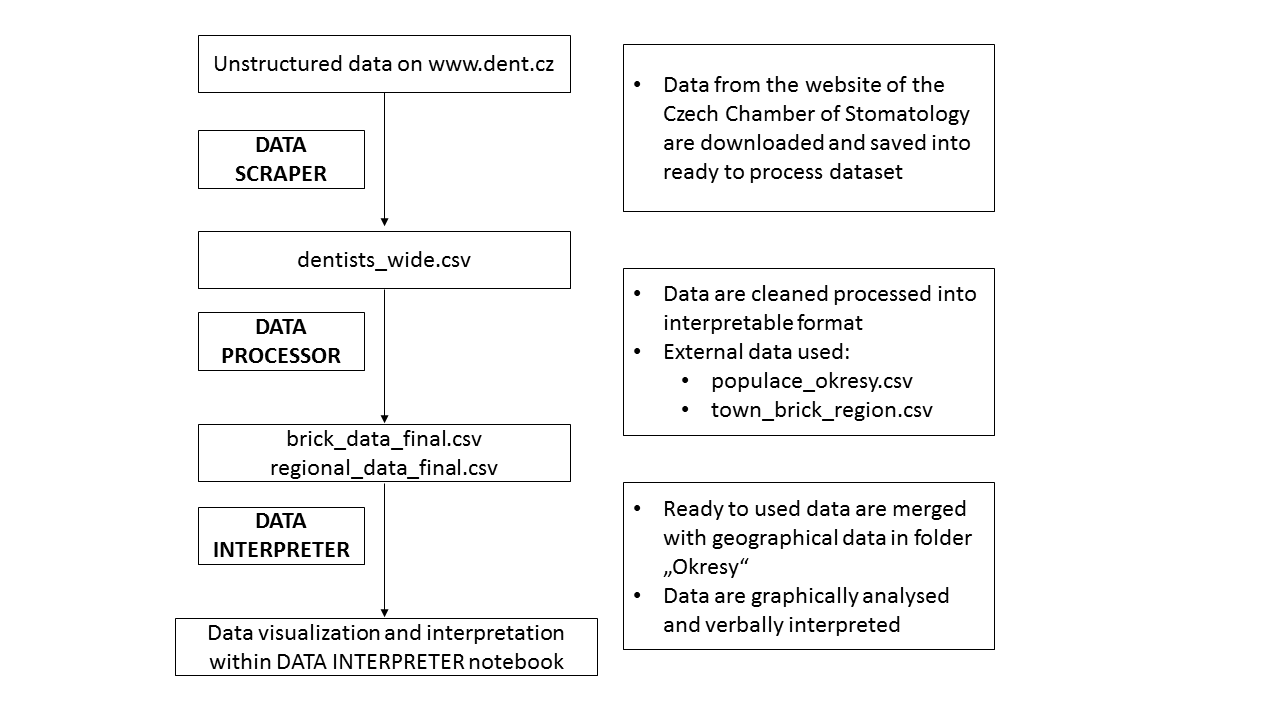 Unstructured data on www.dent.cz
DATA
SCRAPER
dentists_wide.csv
DATA
PROCESSOR
brick_data_final.csv
regional_data_final.csv
DATA
INTERPRETER
Data visualization and interpretation
within DATA INTERPRETER notebook
• Data from the website of the
Czech Chamber of Stomatology
are downloaded and saved into
ready to process dataset
• Data are cleaned processed into
interpretable format
• External data used:
• populace_okresy.csv
• town_brick_region.csv
• Ready to used data are merged
with geographical data in folder
„Okresy“
• Data are graphically analysed
and verbally interpreted